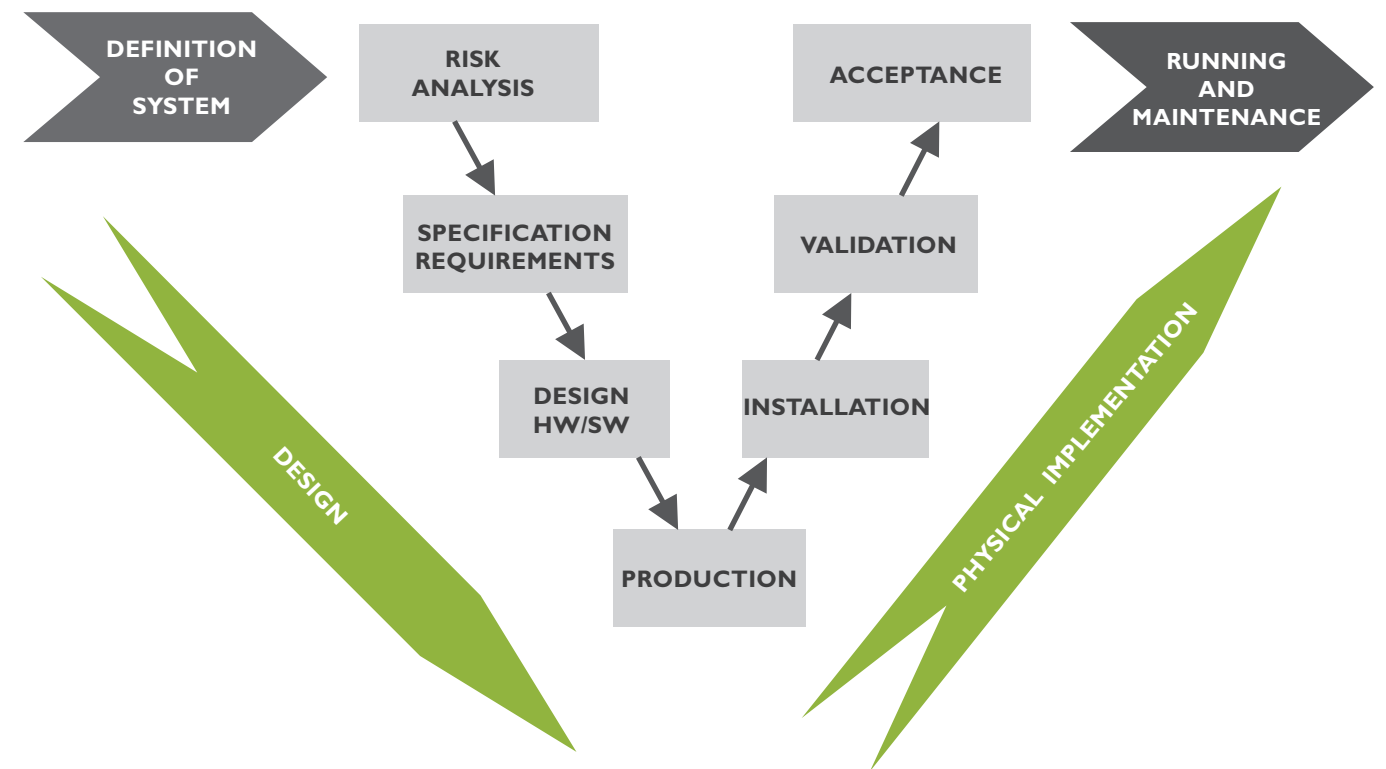 DEFINITION
OF
SYSTEM
RISK
ANALYSIS
ACCEPTANCE
RUNNING
AND
MAINTENANCE
SPECIFICATION
REQUIREMENTS
VALIDATION
DESIGN
HW/SW
INSTALLATION
PRODUCTION
DESIGN
PHYSICAL IMPLEMENTATION